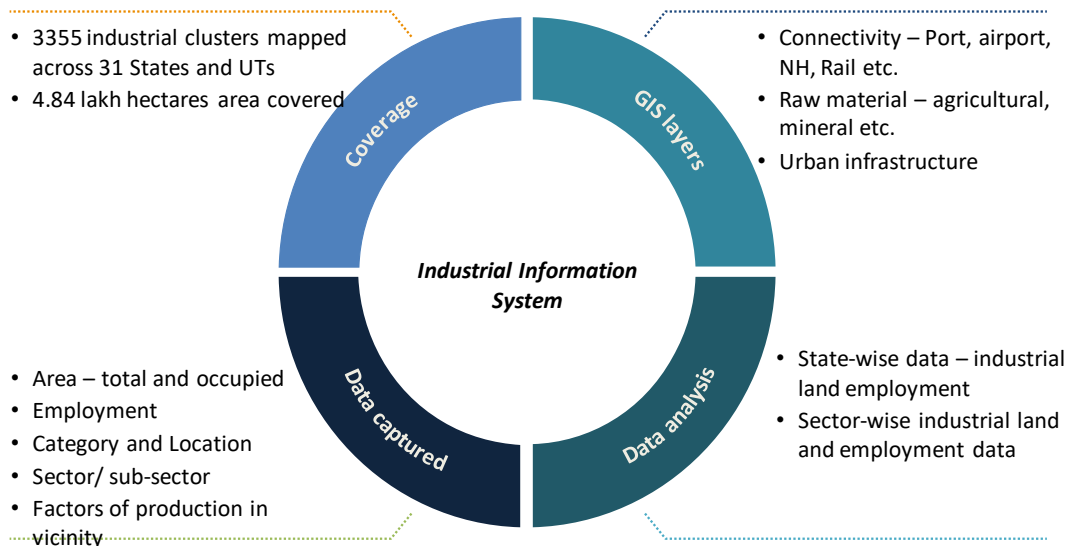 • 3355 industrial clusters mapped
across 31 States and UTs
• 4.84 lakh hectares area covered
Coverage
GIS layers
• Connectivity – Port, airport,
NH, Rail etc.
• Raw material – agricultural,
mineral etc.
• Urban infrastructure
Industrial Information
System
• Area – total and occupied
• Employment
• Category and Location
• Sector/ sub-sector
• Factors of production in
vicinity
Data captured
Data analysis
• State-wise data – industrial
land employment
• Sector-wise industrial land
and employment data